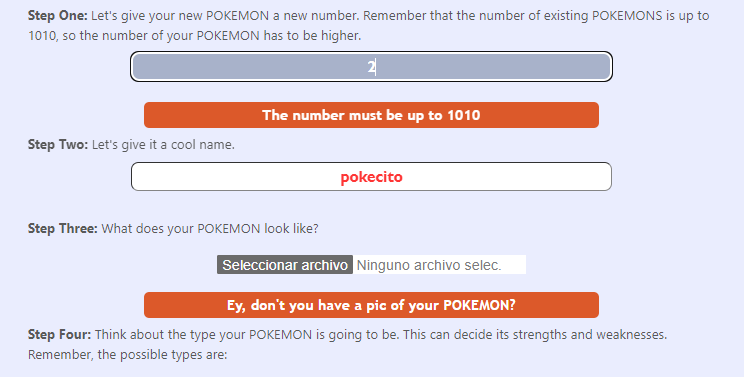 Step One: Let's give your new POKEMON a new number. Remember that the number of existing POKEMONS is up to
1010, so the number of your POKEMON has to be higher.
2
The number must be up to 1010
Step Two: Let's give it a cool name.
pokecito
Step Three: What does your POKEMON look like?
Seleccionar archivo Ninguno archivo selec.
Ey, don't you have a pic of your POKEMON?
Step Four: Think about the type your POKEMON is going to be. This can decide its strengths and weaknesses.
Remember, the possible types are: